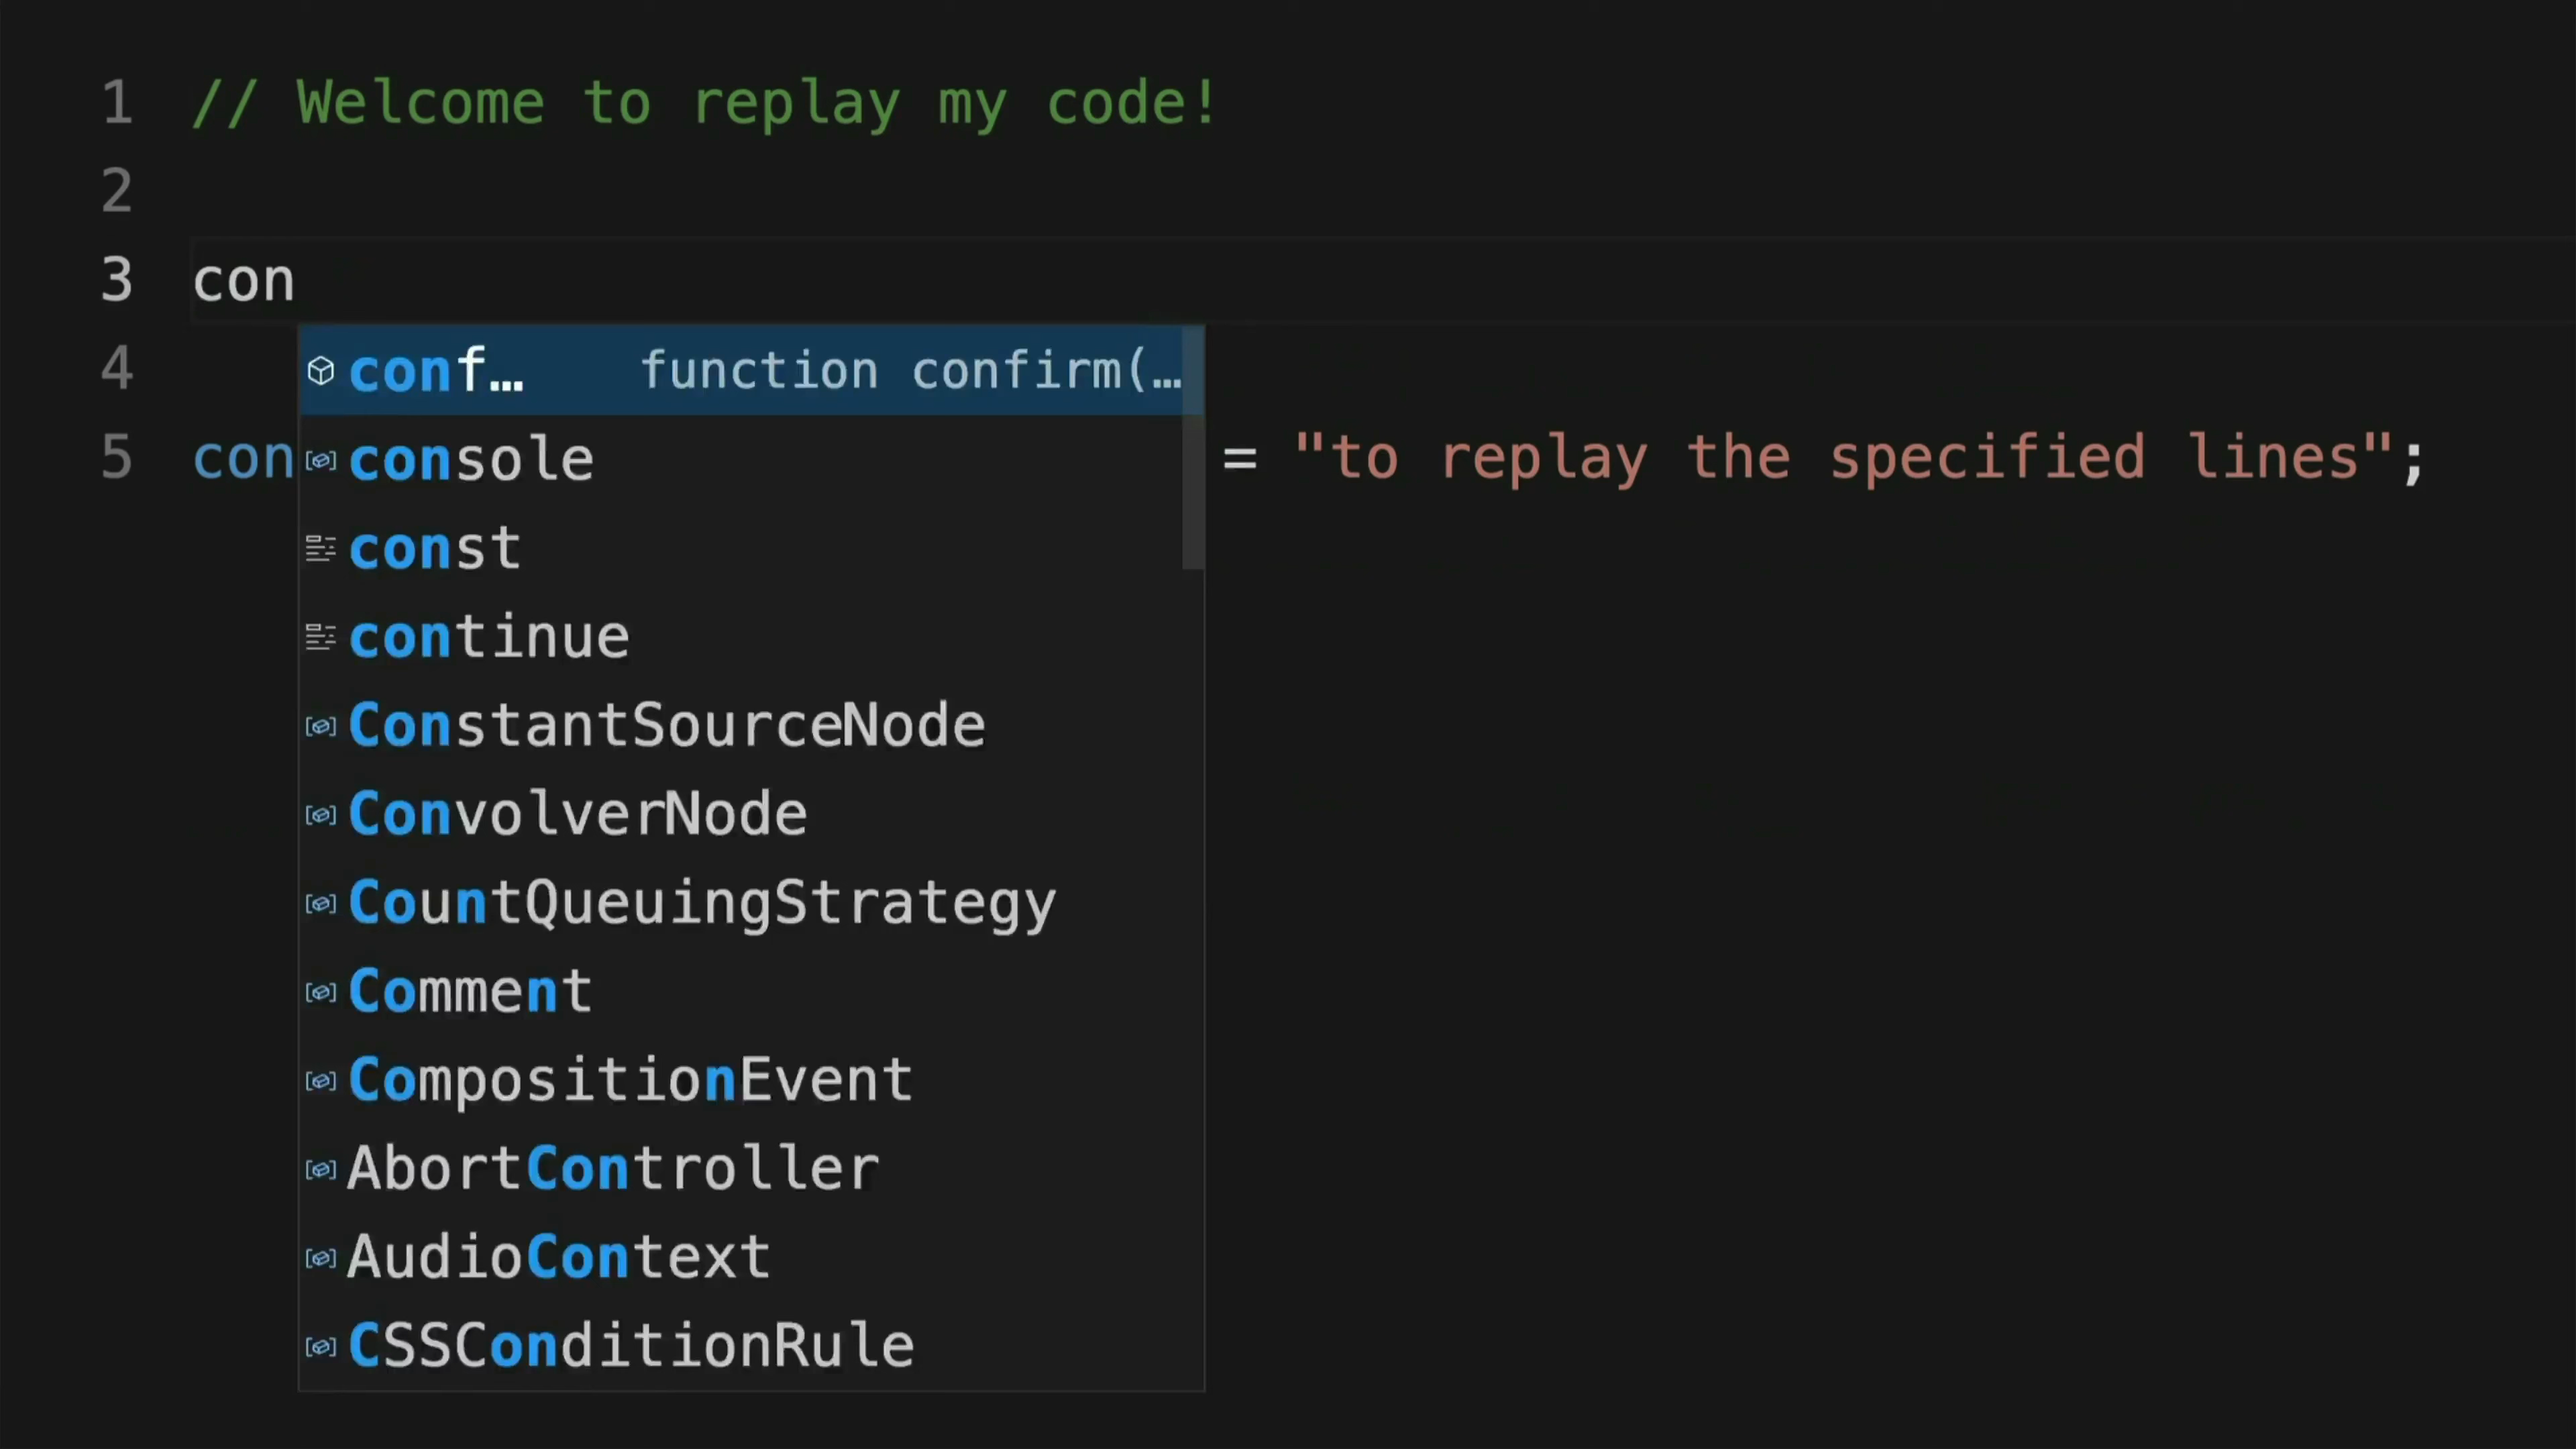 1 // Welcome to replay my code!
2
3 con
4 conf… function confirm(…
5 con console = "to replay the specified lines";
const
continue
ConstantSourceNode
ConvolverNode
CountQueuingStrategy
Comment
CompositionEvent
AbortController
AudioContext
CSSConditionRule